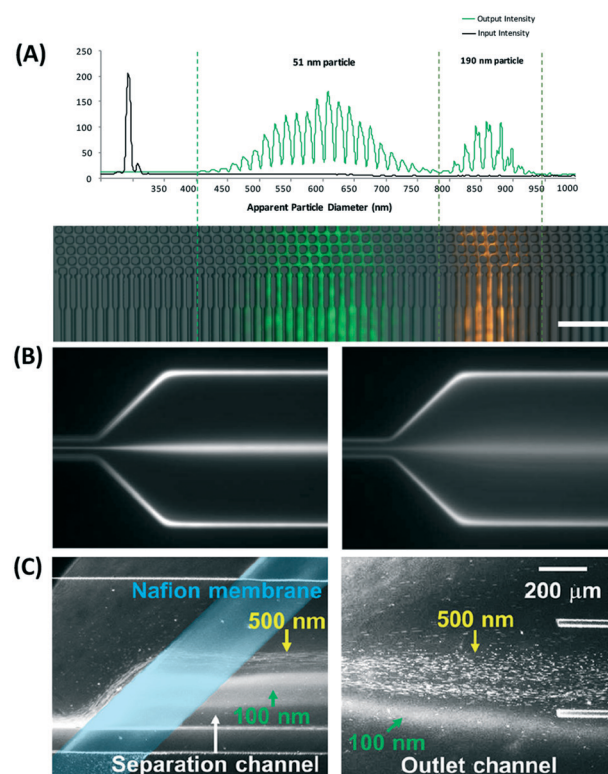 Output Intensity
Input Intensity
(A)
51 nm particle
190 nm particle
250
200
150
100
50
0
350 400 450 500 550 600 650 700 750 800 850 900 950 1000
Apparent Particle Diameter (nm)
(B)
(C)
Nafion membrane
500 nm
100 nm
Separation channel
200 µm
500 nm
100 nm
Outlet channel